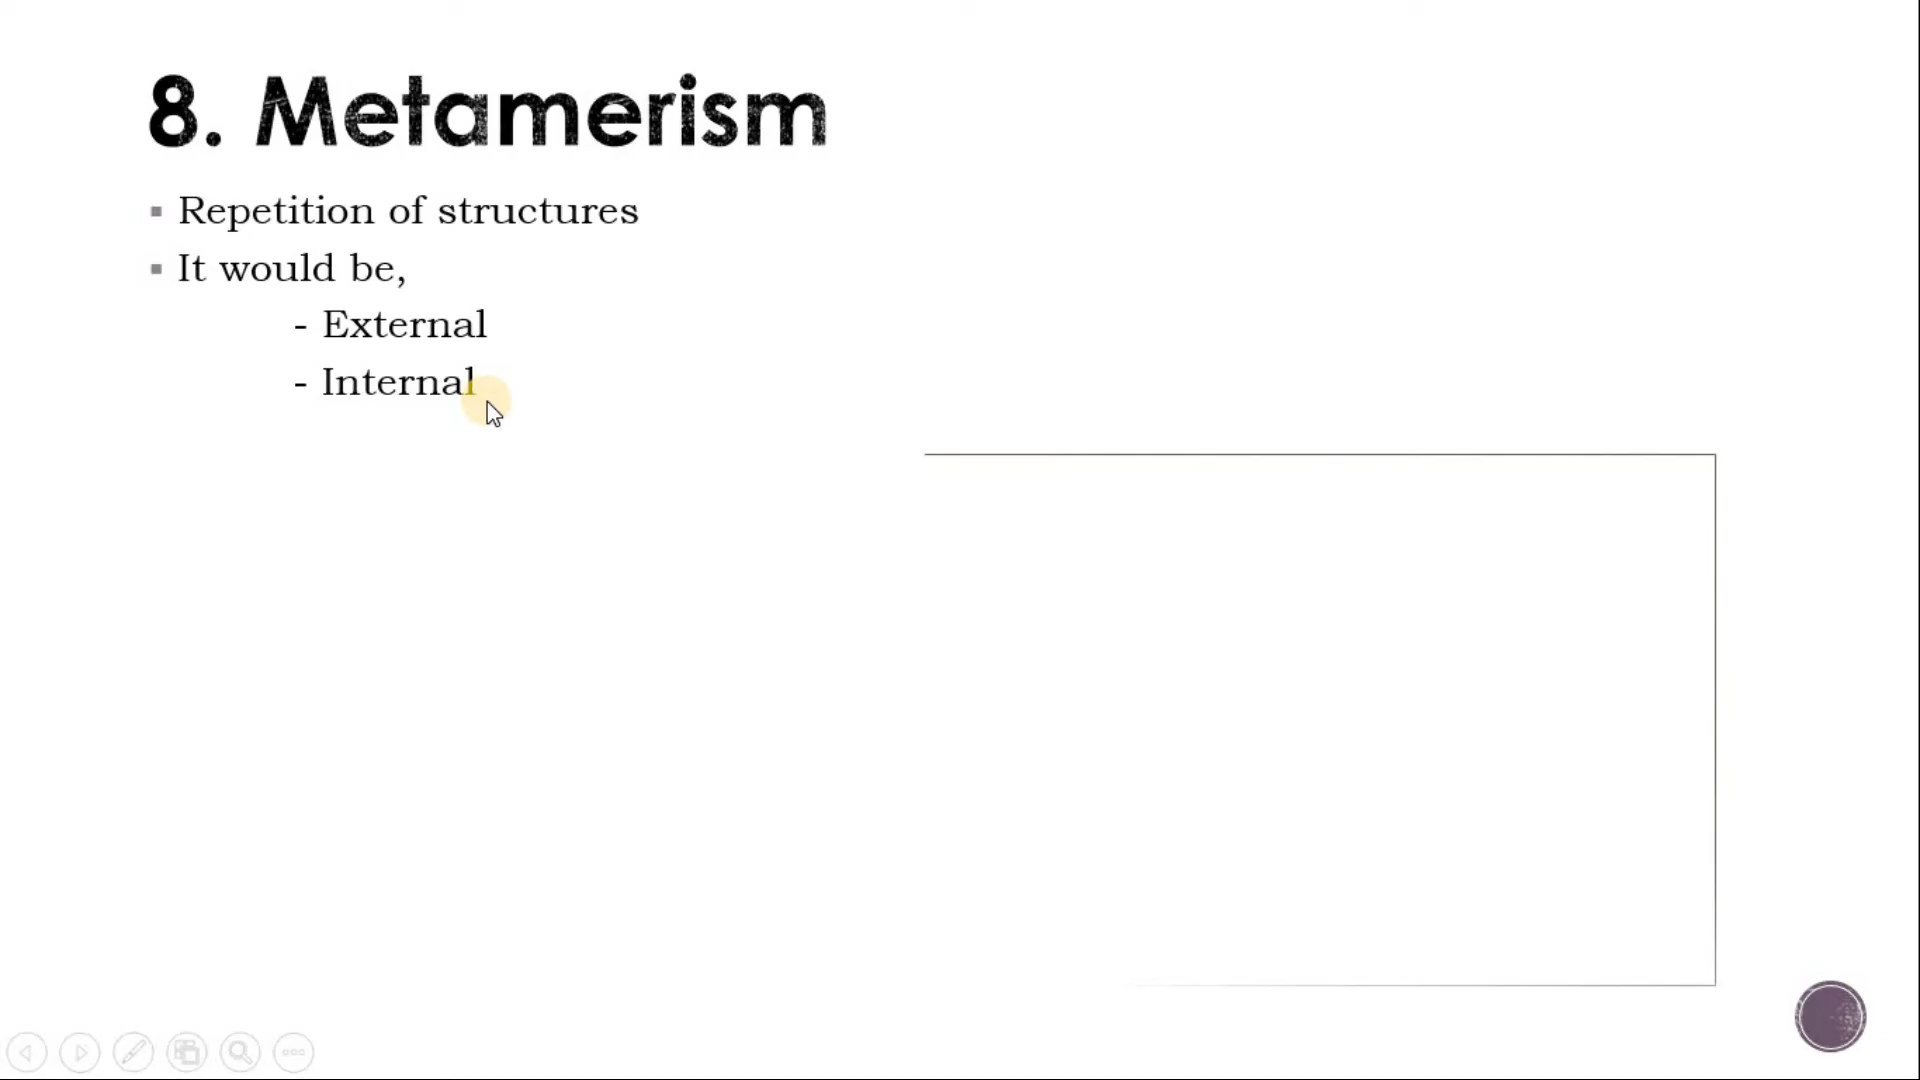 8. Metamerism
Repetition of structures
It would be,
- External
- Internal